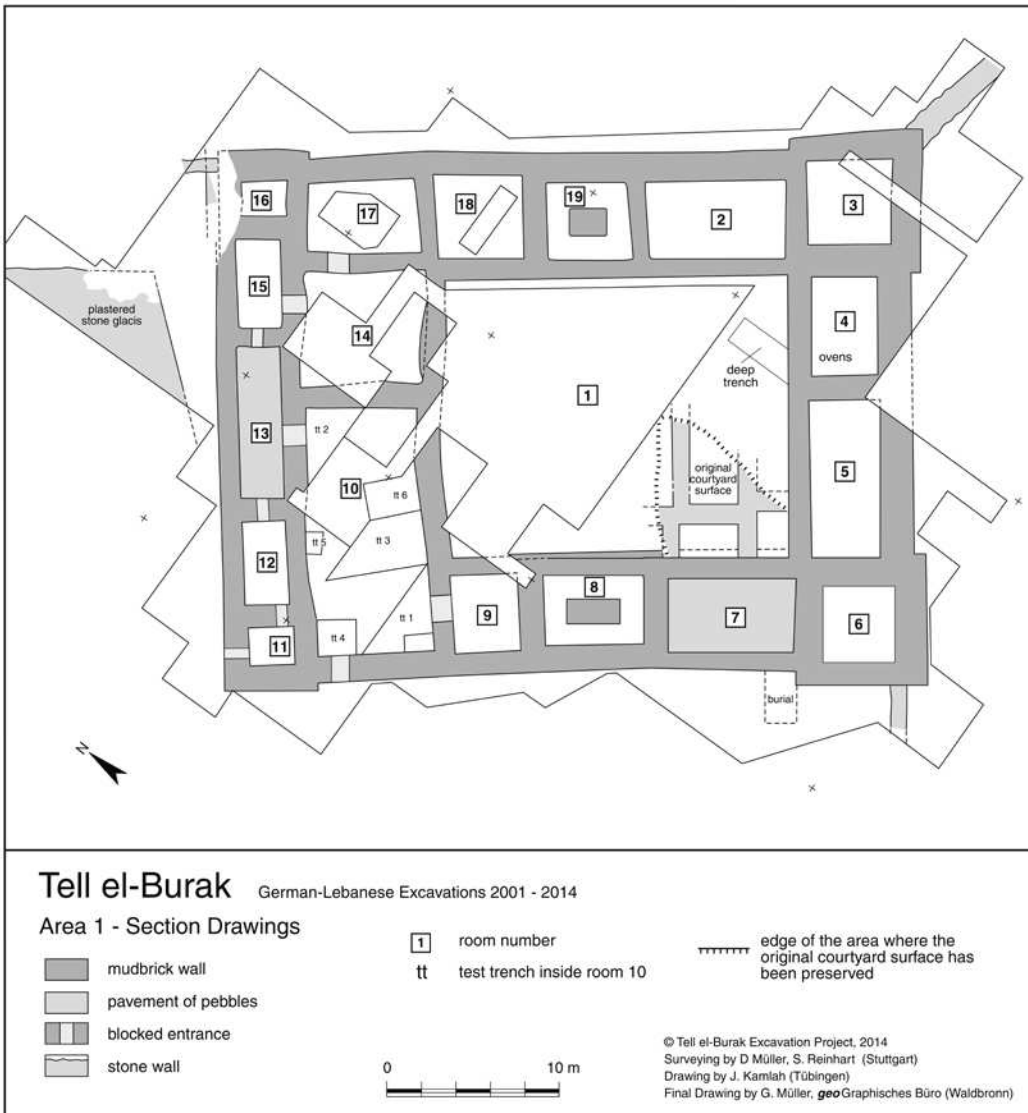 16
17
18
19
2
3
15
plastered
stone glacis
14
4
ovens
deep
trench
1
13
tt 2
10
tt 6
5
original
courtyard
surface
tt 5
tt 3
12
8
9
tt 1
7
6
11
tt 4
burial
N
Tell el-Burak German-Lebanese Excavations 2001 - 2014
Area 1 - Section Drawings
mudbrick wall
pavement of pebbles
blocked entrance
stone wall
1 room number
tt test trench inside room 10
0 10 m
edge of the area where the
original courtyard surface has
been preserved
© Tell el-Burak Excavation Project, 2014
Surveying by D Müller, S. Reinhart (Stuttgart)
Drawing by J. Kamlah (Tübingen)
Final Drawing by G. Müller, geoGraphisches Büro (Waldbronn)